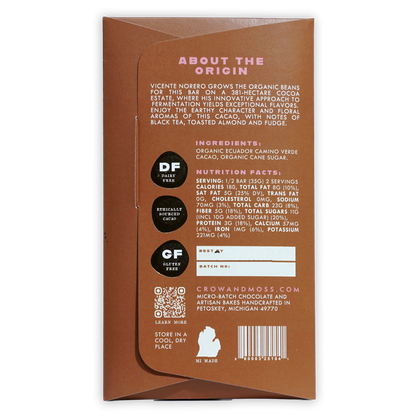 ABOUT THE
ORIGIN
VICENTE NORERO GROWS THE ORGANIC BEANS
FOR THIS BAR ON A 381-HECTARE COCOA
ESTATE, WHERE HIS INNOVATIVE APPROACH TO
FERMENTATION YIELDS EXCEPTIONAL FLAVORS.
ENJOY THE EARTHY CHARACTER AND FLORAL
AROMAS OF THIS CACAO, WITH NOTES OF
BLACK TEA, TOASTED ALMOND AND FUDGE.
INGREDIENTS:
ORGANIC ECUADOR CAMINO VERDE
CACAO, ORGANIC CANE SUGAR.
NUTRITION FACTS:
SERVING: 1/2 BAR (35G) 2 SERVINGS
CALORIES 180, TOTAL FAT 8G (10%),
SAT FAT 5G (25% DV), TRANS FAT
0G, CHOLESTEROL 0MG, SODIUM
70MG (3%), TOTAL CARB 23G (8%),
FIBER 5G (18%), TOTAL SUGARS 11G
(INCL 10G ADDED SUGAR) (20%),
PROTEIN 3G (18%), CALCIUM 57MG
(4%), IRON 1MG (6%), POTASSIUM
221MG (4%)
DF
DAIRY
FREE
ETHICALLY
SOURCED
CACAO
GF
GLUTEN
FREE
BATCH NO:
LEARN MORE
STORE IN A
COOL, DRY
PLACE
CROWANDMOSS.COM
MICRO-BATCH CHOCOLATE AND
ARTISAN BAKES HANDCRAFTED IN
PETOSKEY, MICHIGAN 49770
MI MADE